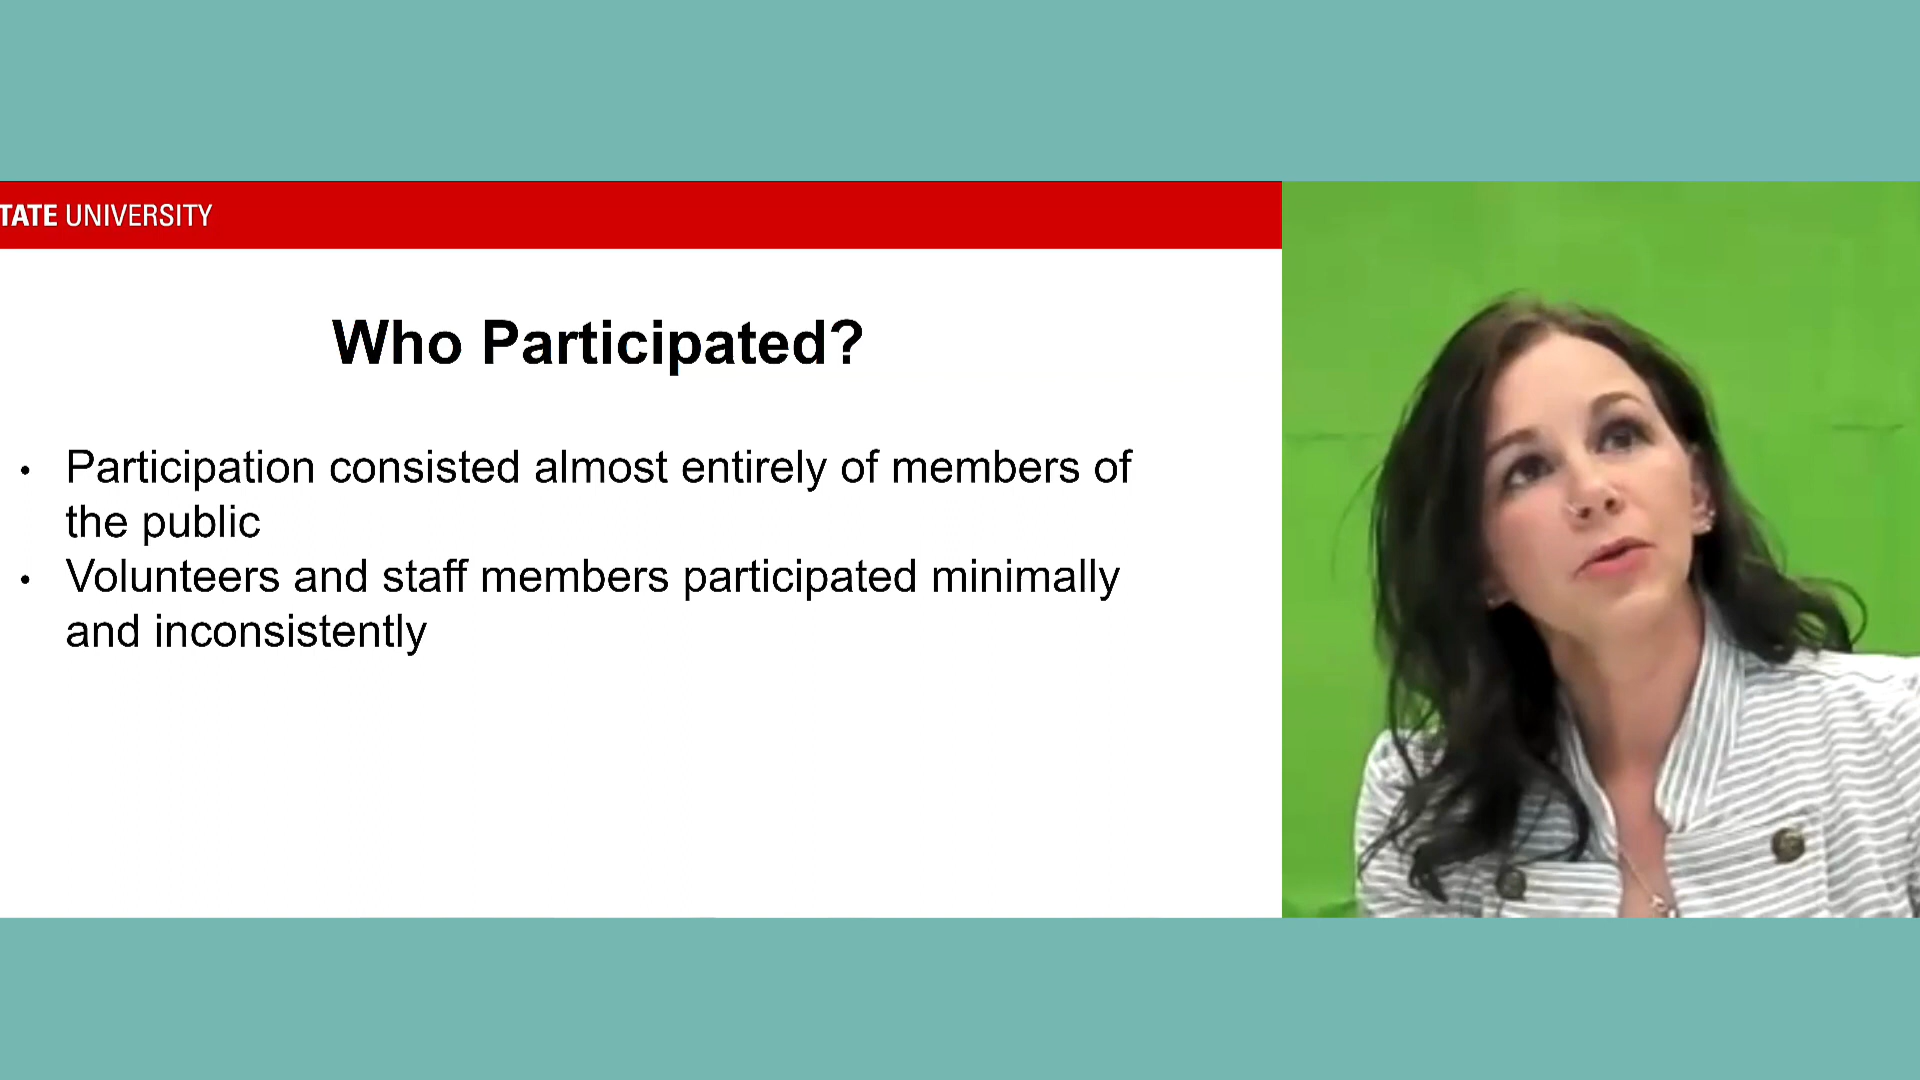 TATE UNIVERSITY
Who Participated?
• Participation consisted almost entirely of members of
the public
• Volunteers and staff members participated minimally
and inconsistently